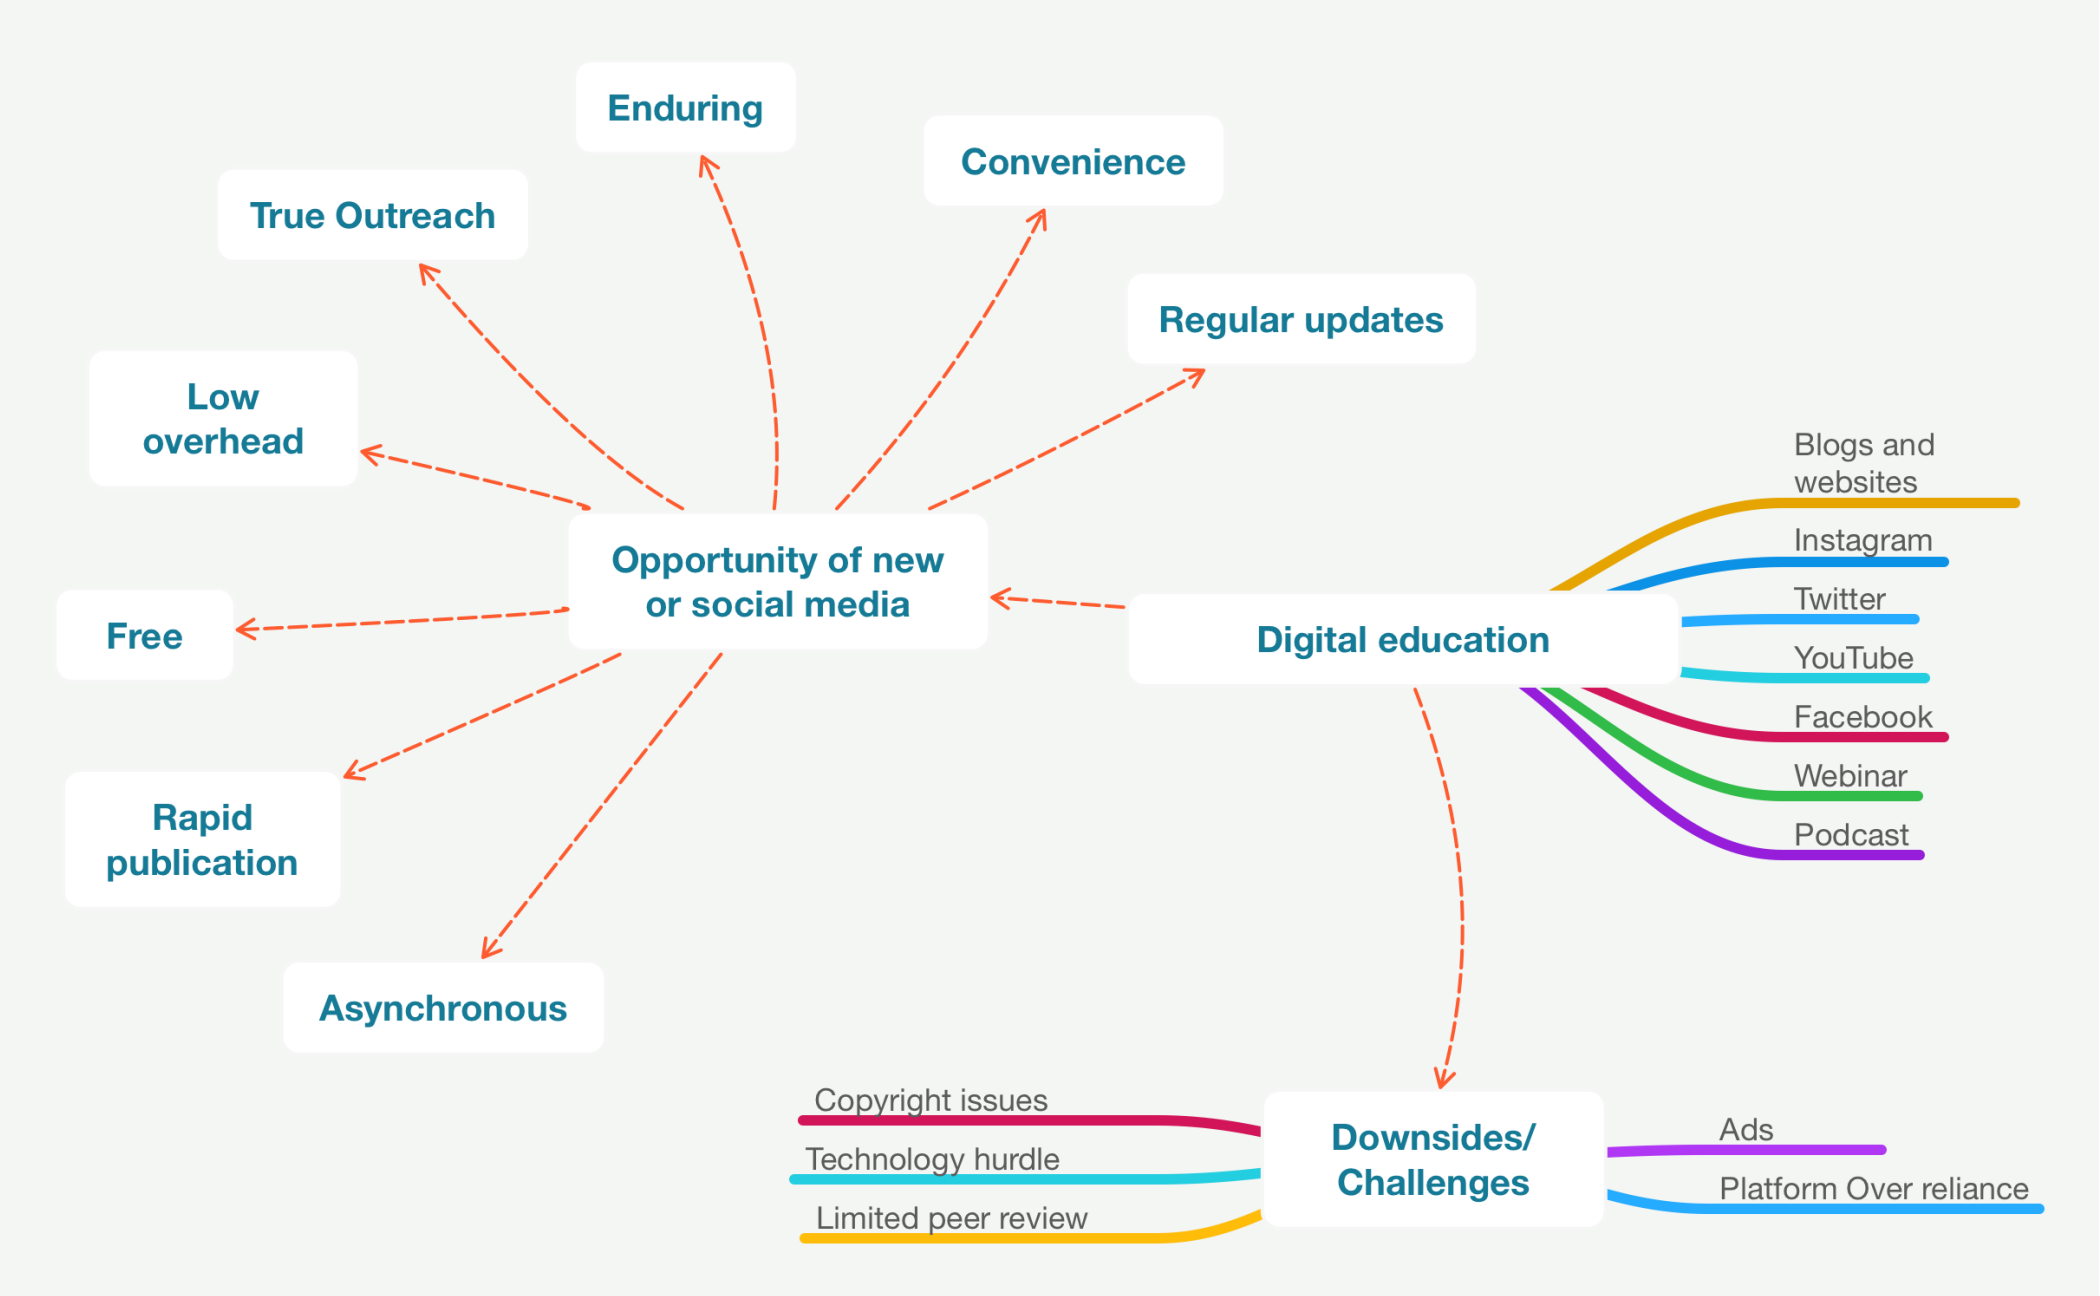 Enduring
Convenience
True Outreach
Regular updates
Low
overhead
Opportunity of new
or social media
Free
Rapid
publication
Asynchronous
Digital education
Blogs and
websites
Instagram
Twitter
YouTube
Facebook
Webinar
Podcast
Downsides/
Challenges
Copyright issues
Technology hurdle
Limited peer review
Ads
Platform Over reliance